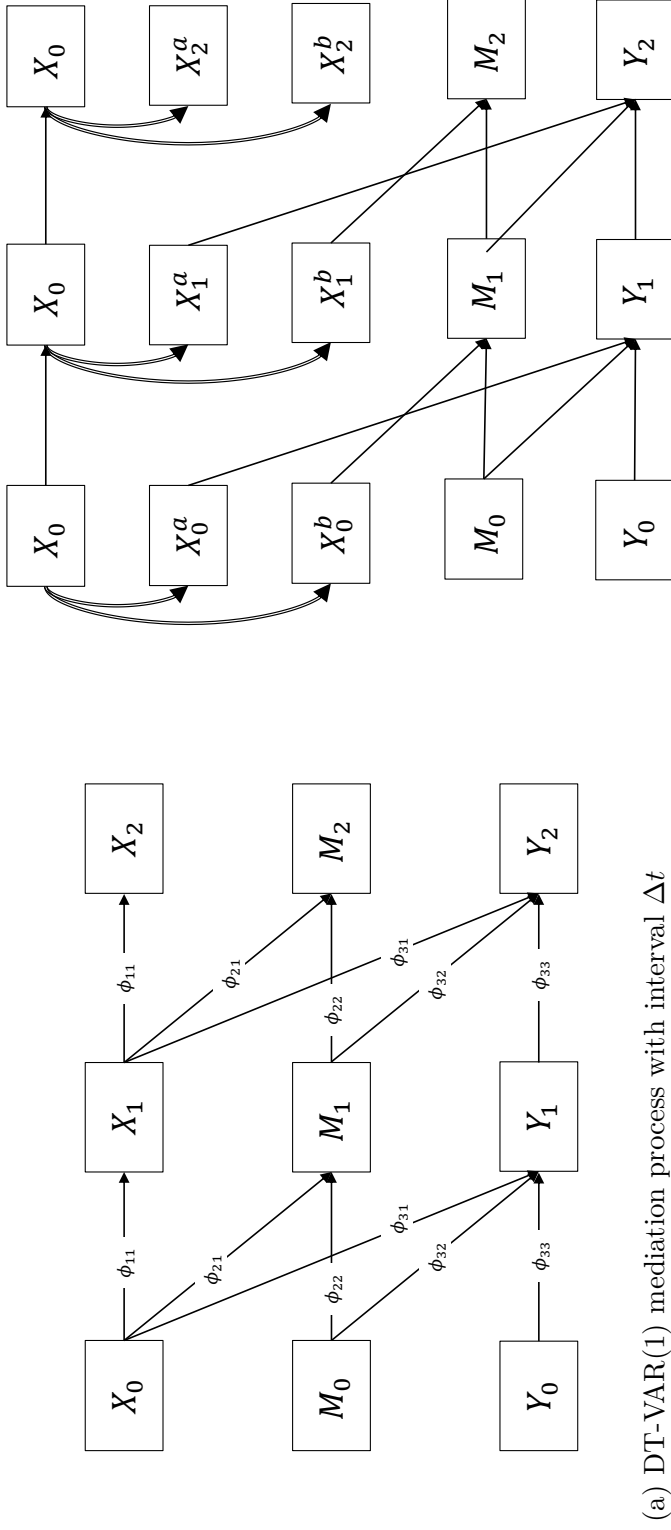 X₀ ϕ₁₁ X₁ ϕ₁₁ X₂
ϕ₂₁ ϕ₂₁
M₀ ϕ₂₂ M₁ ϕ₂₂ M₂
ϕ₃₁ ϕ₃₁
ϕ₃₂ ϕ₃₂
Y₀ ϕ₃₃ Y₁ ϕ₃₃ Y₂
(a) DT-VAR(1) mediation process with interval Δt
X₀ X₀ X₀
X₀ᵃ X₁ᵃ X₂ᵃ
X₀ᵇ X₁ᵇ X₂ᵇ
M₀ M₁ M₂
Y₀ Y₁ Y₂